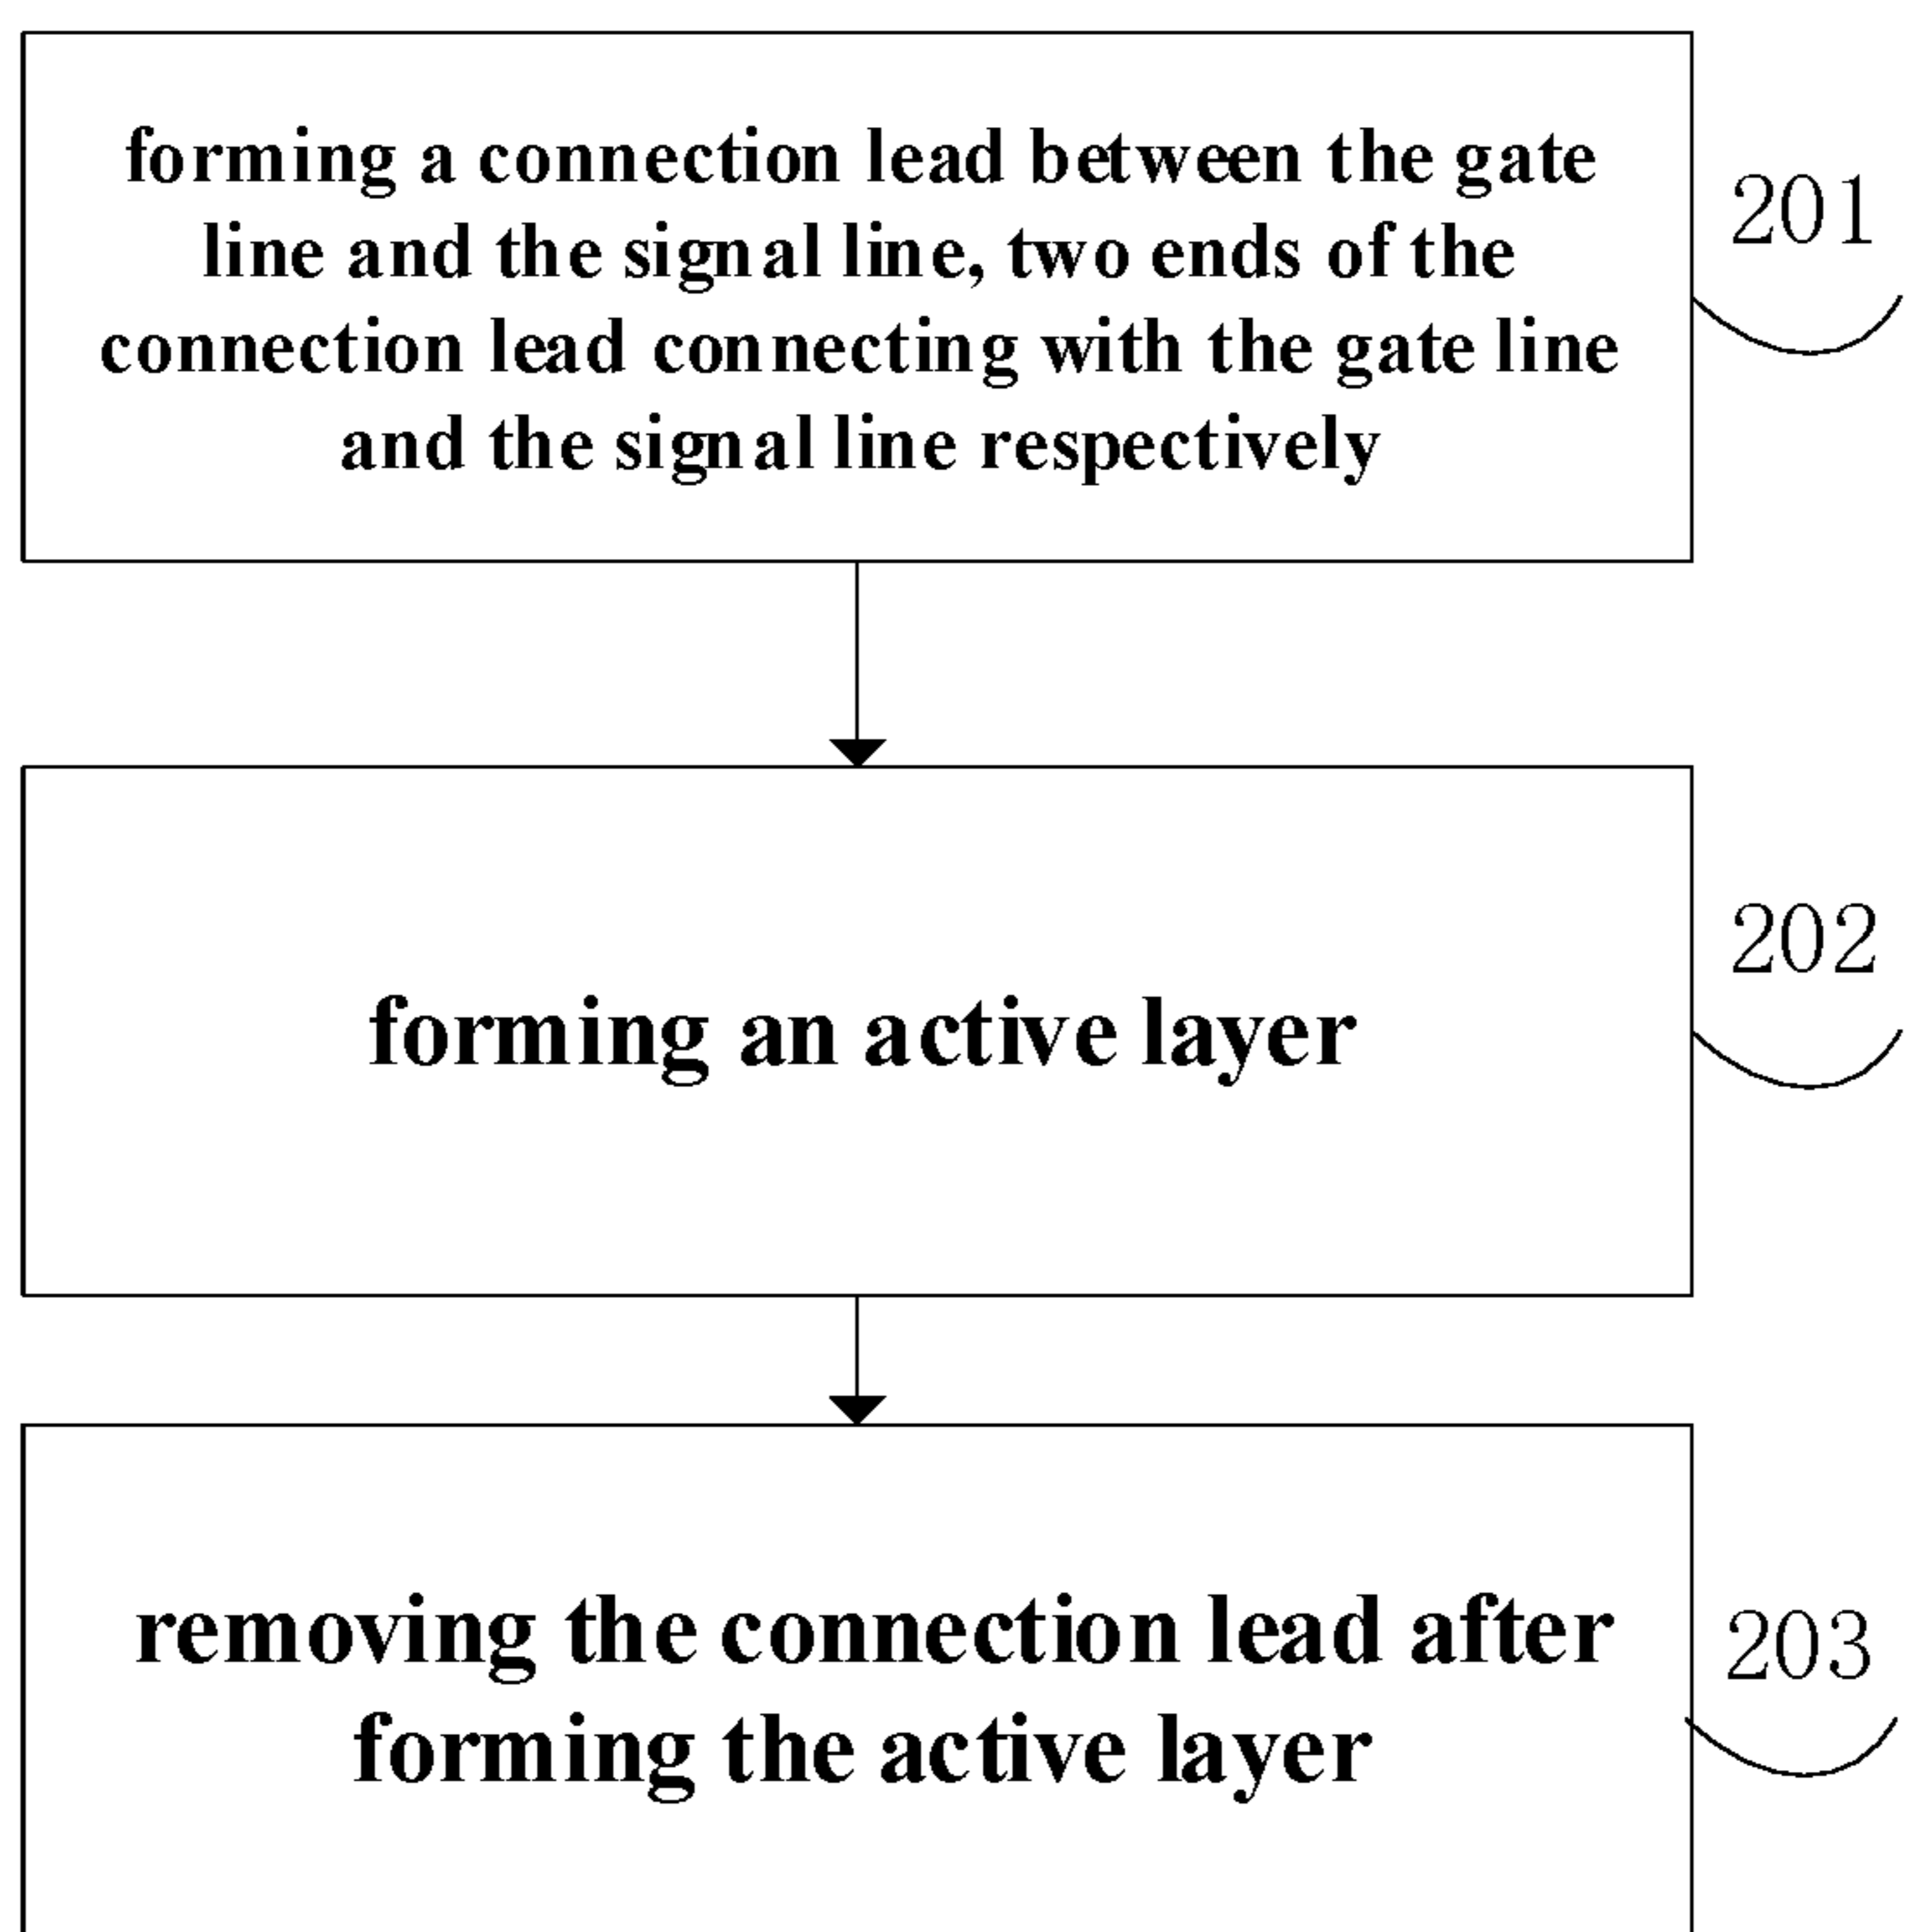 forming a connection lead between the gate
line and the signal line, two ends of the
connection lead connecting with the gate line
and the signal line respectively
201
forming an active layer
202
removing the connection lead after
forming the active layer
203